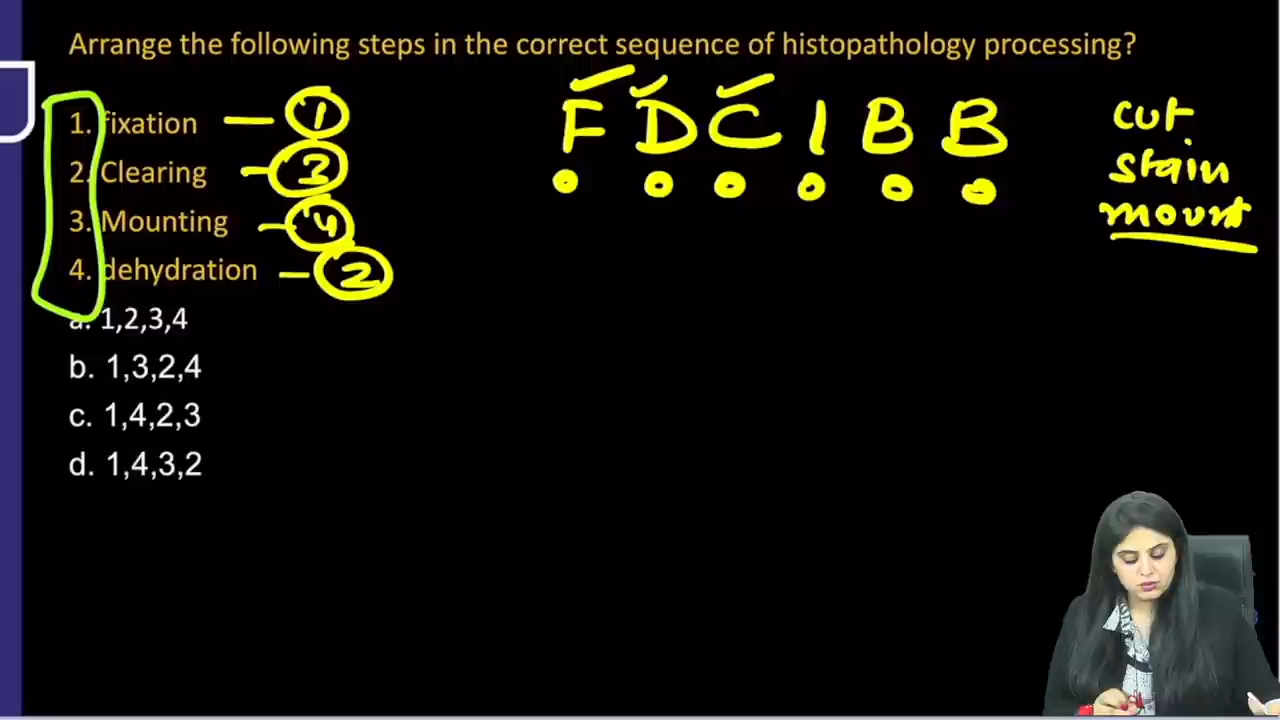 Arrange the following steps in the correct sequence of histopathology processing?
1. fixation — 1
2. Clearing - 3
3. Mounting - 4
4. dehydration - 2
a. 1,2,3,4
b. 1,3,2,4
c. 1,4,2,3
d. 1,4,3,2
F D C I B B
cut
stain
mount